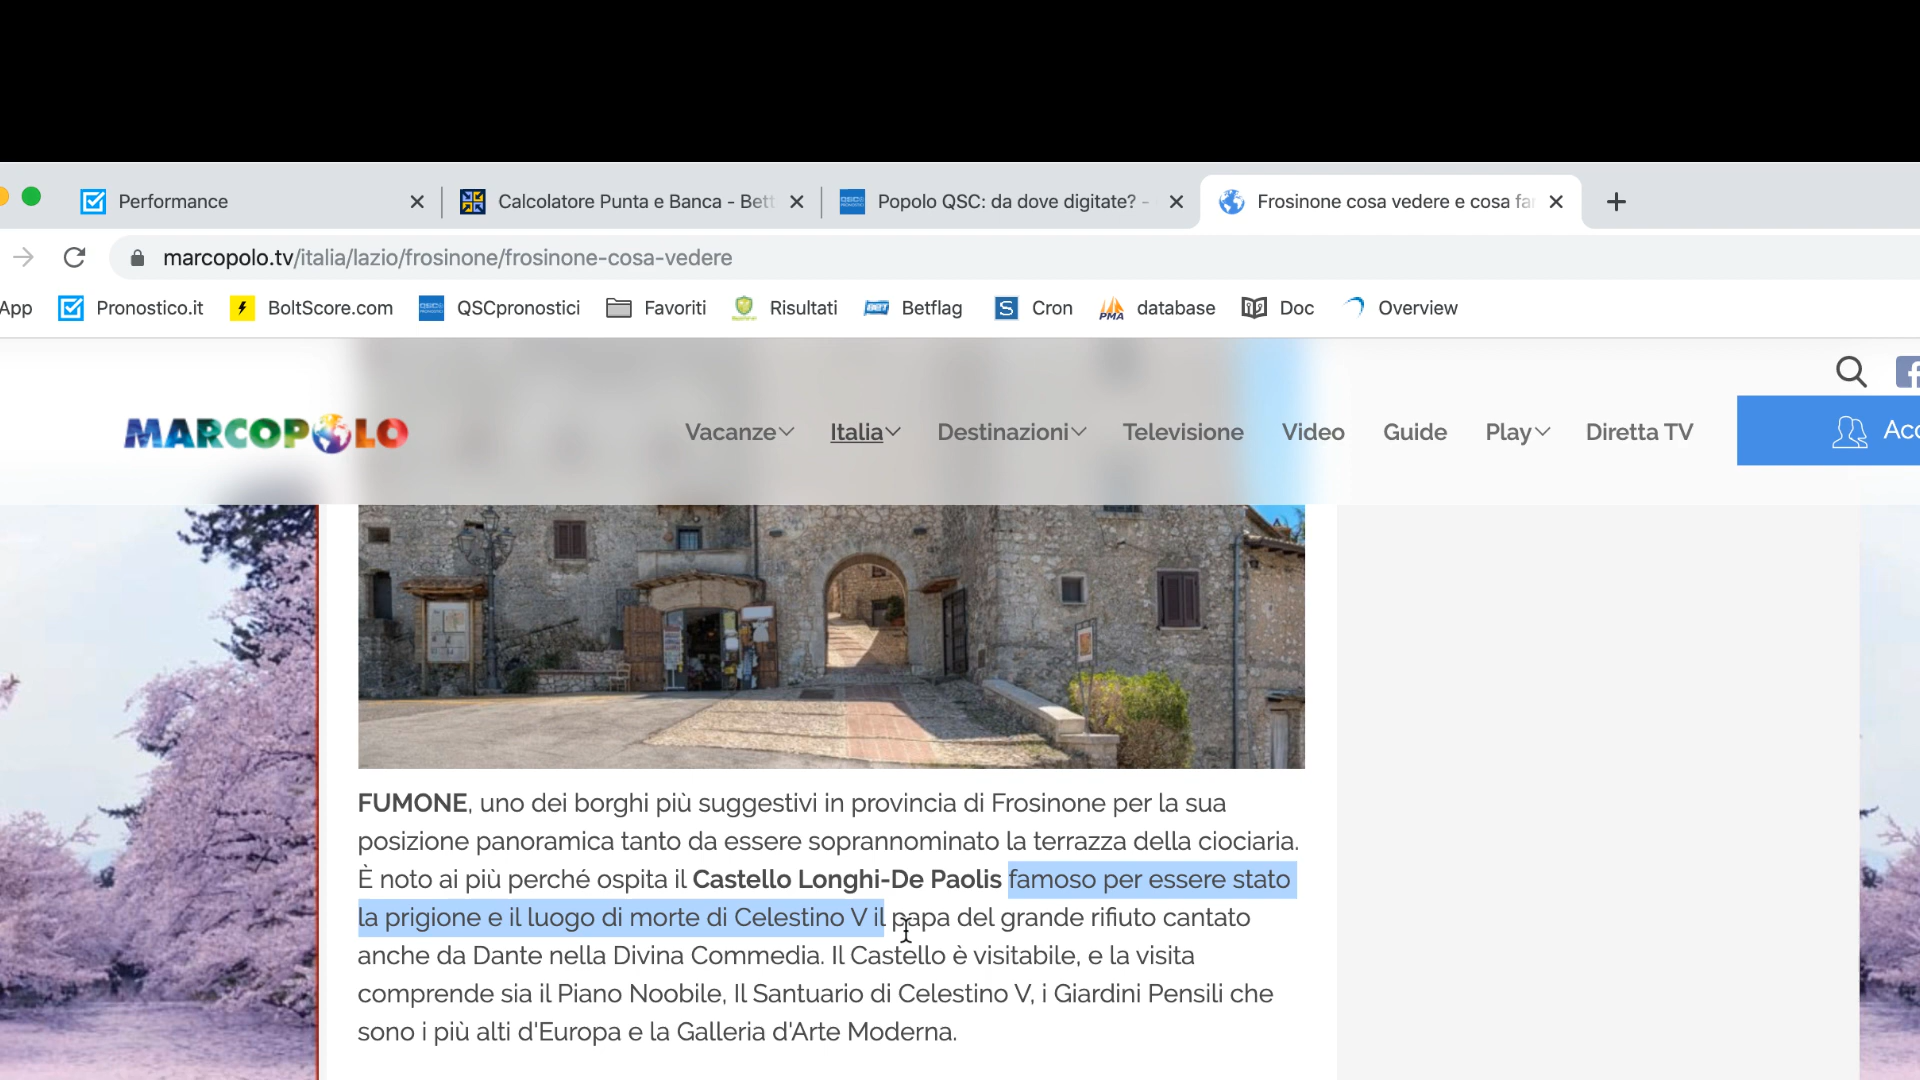 Performance
Calcolatore Punta e Banca - Bett
Popolo QSC: da dove digitate? -
Frosinone cosa vedere e cosa far
marcopolo.tv/italia/lazio/frosinone/frosinone-cosa-vedere
App Pronostico.it BoltScore.com QSCpronostici Favoriti Risultati Betflag Cron database Doc Overview
MARCOPOLO
Vacanze Italia Destinazioni Televisione Video Guide Play Diretta TV Acc
FUMONE, uno dei borghi più suggestivi in provincia di Frosinone per la sua
posizione panoramica tanto da essere soprannominato la terrazza della ciociaria.
È noto ai più perché ospita il Castello Longhi-De Paolis famoso per essere stato
la prigione e il luogo di morte di Celestino V il papa del grande rifiuto cantato
anche da Dante nella Divina Commedia. Il Castello è visitabile, e la visita
comprende sia il Piano Noobile, Il Santuario di Celestino V, i Giardini Pensili che
sono i più alti d'Europa e la Galleria d'Arte Moderna.